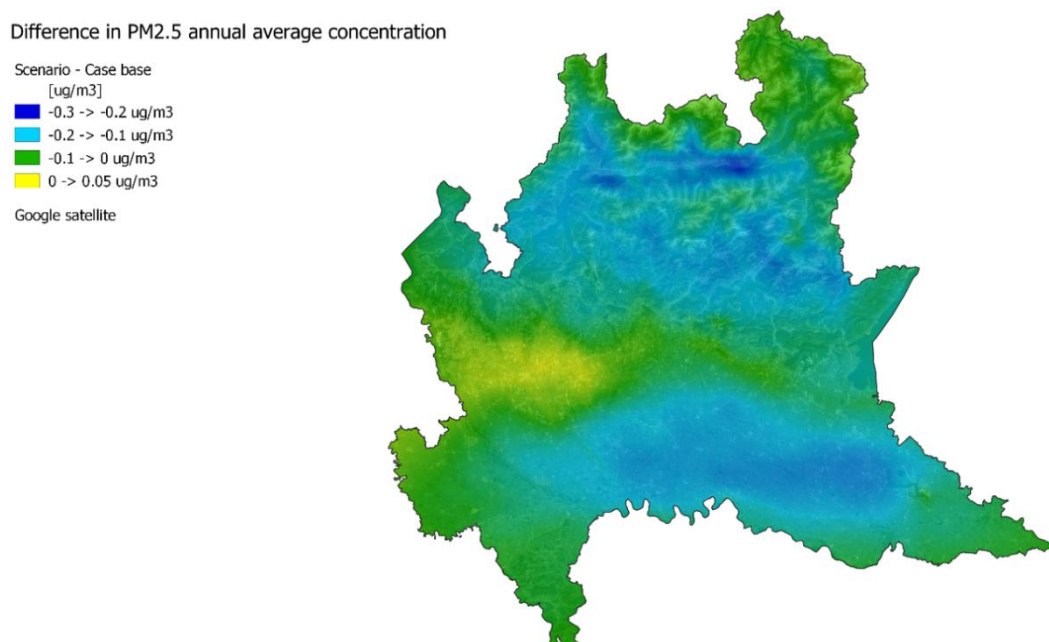 Difference in PM2.5 annual average concentration
Scenario - Case base
[ug/m3]
-0.3 -> -0.2 ug/m3
-0.2 -> -0.1 ug/m3
-0.1 -> 0 ug/m3
0 -> 0.05 ug/m3
Google satellite